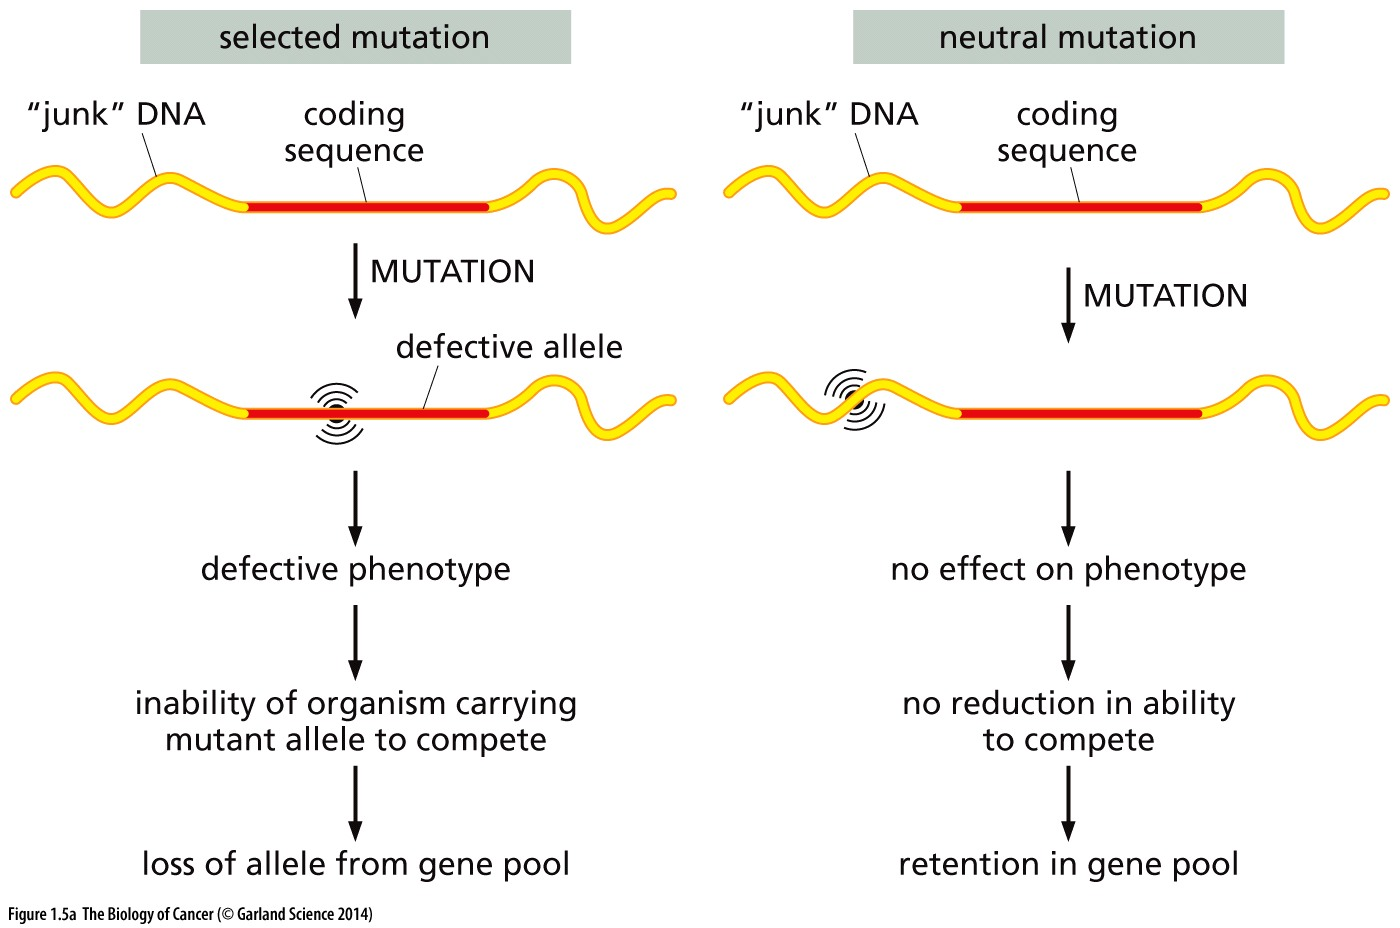 selected mutation
“junk” DNA
coding
sequence
MUTATION
defective allele
defective phenotype
inability of organism carrying
mutant allele to compete
loss of allele from gene pool
neutral mutation
“junk” DNA
coding
sequence
MUTATION
no effect on phenotype
no reduction in ability
to compete
retention in gene pool
Figure 1.5a The Biology of Cancer (© Garland Science 2014)